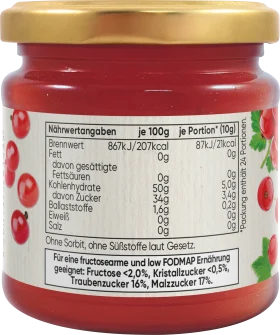 Nährwertangaben je 100g je Portion* (10g)
Brennwert 867kJ/207kcal 87kJ/21kcal
Fett 0g 0g
davon gesättigte
Fettsäuren 0g 0g
Kohlenhydrate 50g 5,0g
davon Zucker 34g 3,4g
Ballaststoffe 1,6g 0,2g
Eiweiß 0g 0g
Salz 0g 0g
*Packung enthält 24 Portionen.
Ohne Sorbit, ohne Süßstoffe laut Gesetz.
Für eine fructosearme und low FODMAP Ernährung
geeignet: Fructose <2,0%, Kristallzucker <0,5%,
Traubenzucker 16%, Malzzucker 17%.